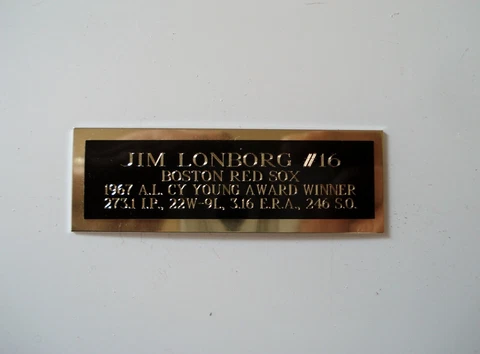 JIM LONBORG #16
BOSTON RED SOX
1967 A.L. CY YOUNG AWARD WINNER
273.1 I.P., 22W-9L, 3.16 E.R.A., 246 S.O.